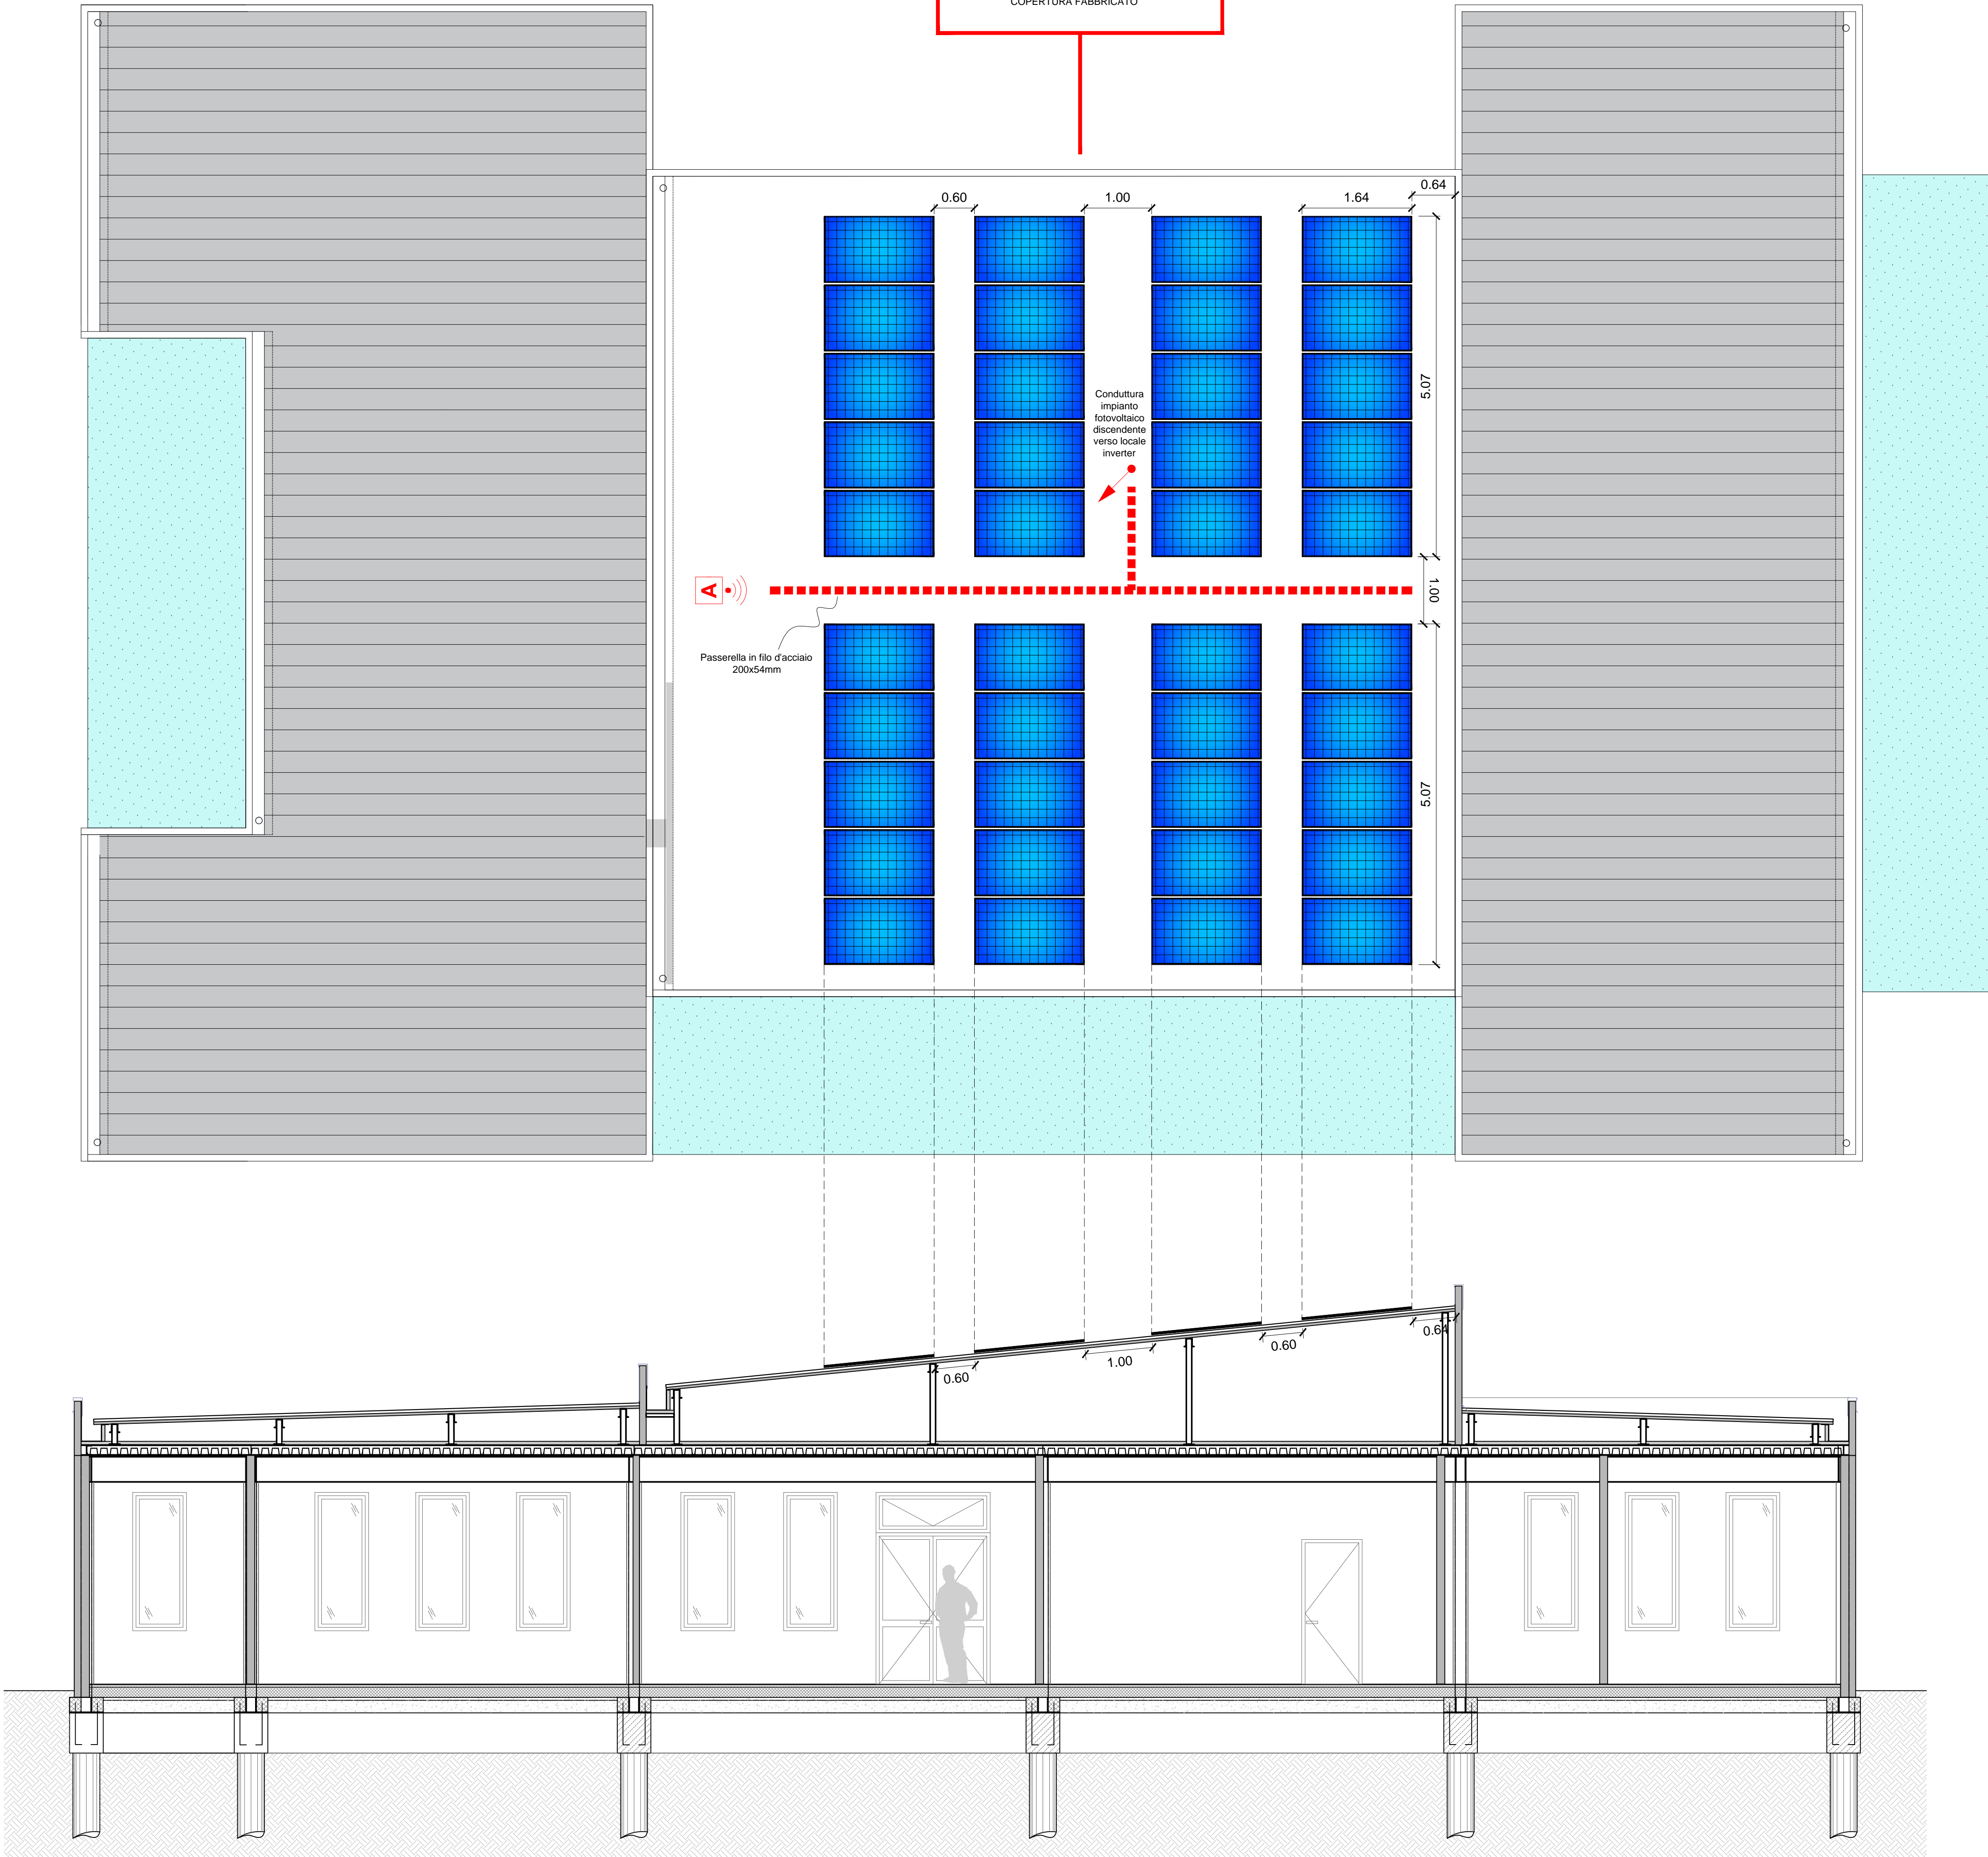 COPERTURA FABBRICATO
0.64
0.60
1.00
1.64
5.07
Conduttura
impianto
fotovoltaico
discendente
verso locale
inverter
A
1.00
Passerella in filo d'acciaio
200x54mm
5.07
0.64
0.60
1.00
0.60